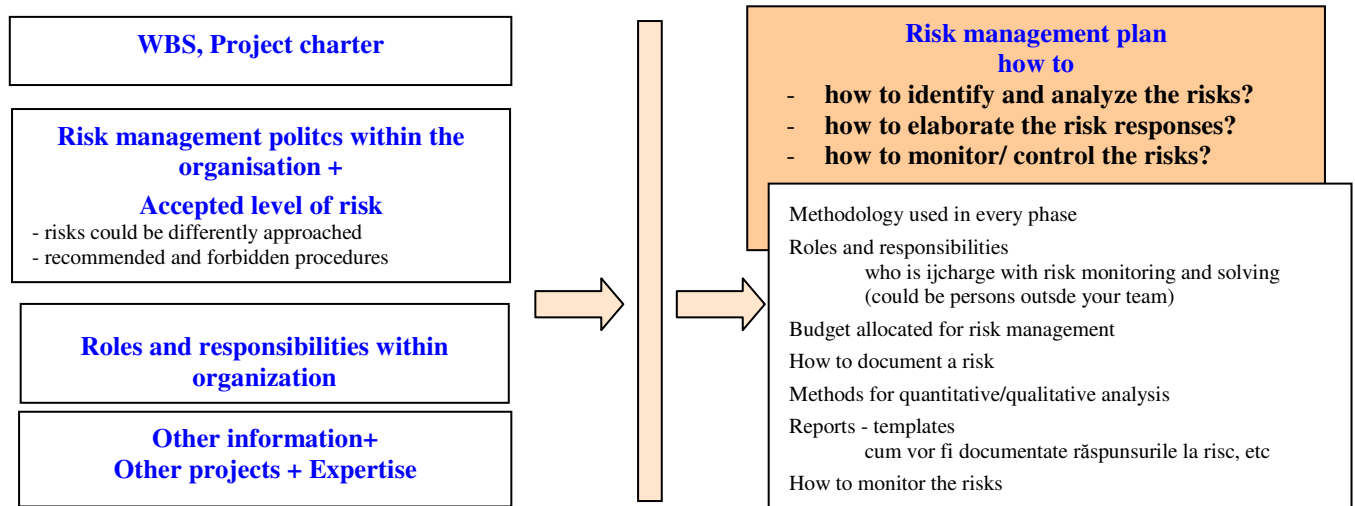 WBS, Project charter
Risk management politcs within the
organisation +
Accepted level of risk
- risks could be differently approached
- recommended and forbidden procedures
Roles and responsibilities within
organization
Other information+
Other projects + Expertise
Risk management plan
how to
- how to identify and analyze the risks?
- how to elaborate the risk responses?
- how to monitor/ control the risks?
Methodology used in every phase
Roles and responsibilities
who is ijcharge with risk monitoring and solving
(could be persons outsde your team)
Budget allocated for risk management
How to document a risk
Methods for quantitative/qualitative analysis
Reports - templates
cum vor fi documentate răspunsurile la risc, etc
How to monitor the risks